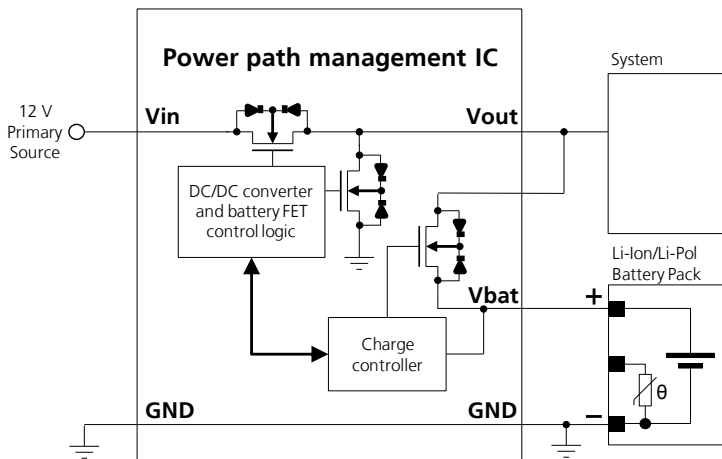 Power path management IC
System
12 V
Primary
Source
Vin
Vout
DC/DC converter
and battery FET
control logic
Li-Ion/Li-Pol
Battery Pack
Vbat
+
Charge
controller
θ
GND
GND
−